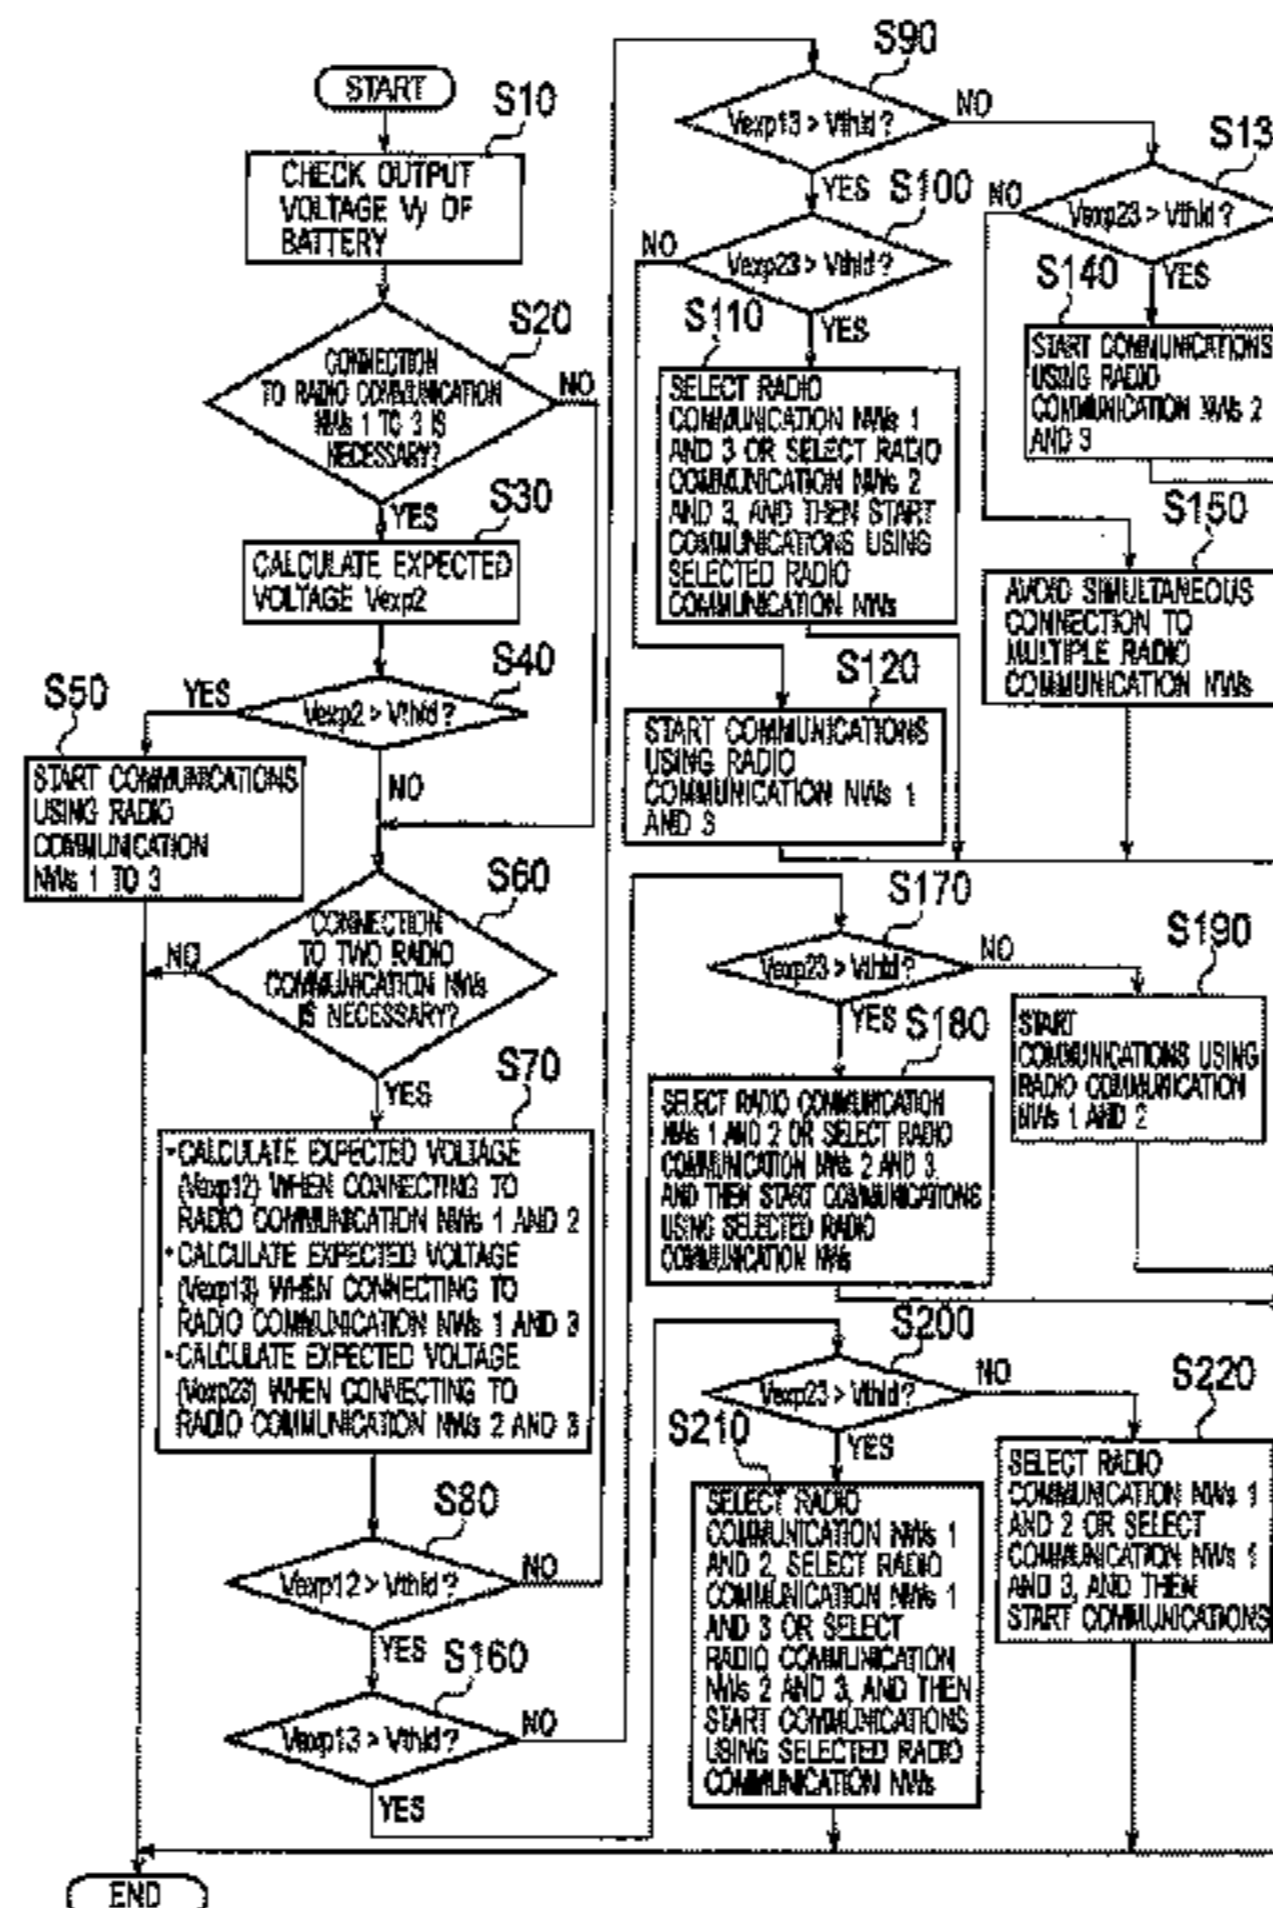 START
S10
CHECK OUTPUT
VOLTAGE Vy OF
BATTERY
S20
CONNECTION
TO RADIO COMMUNICATION
NWs 1 TO 3 IS
NECESSARY?
NO
YES
S30
CALCULATE EXPECTED
VOLTAGE Vexp2
S40
Vexp2 > Vthld ?
YES
NO
S50
START COMMUNICATIONS
USING RADIO
COMMUNICATION
NWs 1 TO 3
S60
CONNECTION
TO TWO RADIO
COMMUNICATION NWs
IS NECESSARY?
NO
YES
S70
•CALCULATE EXPECTED VOLTAGE
(Vexp12) WHEN CONNECTING TO
RADIO COMMUNICATION NWs 1 AND 2
•CALCULATE EXPECTED VOLTAGE
(Vexp13) WHEN CONNECTING TO
RADIO COMMUNICATION NWs 1 AND 3
•CALCULATE EXPECTED VOLTAGE
(Vexp23) WHEN CONNECTING TO
RADIO COMMUNICATION NWs 2 AND 3
S80
Vexp12 > Vthld ?
NO
YES
S160
Vexp13 > Vthld ?
NO
YES
END
S90
Vexp13 > Vthld ?
NO
YES
S100
Vexp23 > Vthld ?
NO
YES
S110
SELECT RADIO
COMMUNICATION NWs 1
AND 3 OR SELECT RADIO
COMMUNICATION NWs 2
AND 3, AND THEN START
COMMUNICATIONS USING
SELECTED RADIO
COMMUNICATION NWs
S120
START COMMUNICATIONS
USING RADIO
COMMUNICATION NWs 1
AND 3
S13
Vexp23 > Vthld ?
NO
YES
S140
START COMMUNICATIONS
USING RADIO
COMMUNICATION NWs 2
AND 3
S150
AVOID SIMULTANEOUS
CONNECTION TO
MULTIPLE RADIO
COMMUNICATION NWs
S170
Vexp23 > Vthld ?
NO
YES
S180
SELECT RADIO COMMUNICATION
NWs 1 AND 2 OR SELECT RADIO
COMMUNICATION NWs 2 AND 3,
AND THEN START COMMUNICATIONS
USING SELECTED RADIO
COMMUNICATION NWs
S190
START
COMMUNICATIONS USING
RADIO COMMUNICATION
NWs 1 AND 2
S200
Vexp23 > Vthld ?
NO
YES
S210
SELECT RADIO
COMMUNICATION NWs 1
AND 2, SELECT RADIO
COMMUNICATION NWs 1
AND 3 OR SELECT
RADIO COMMUNICATION
NWs 2 AND 3, AND THEN
START COMMUNICATIONS
USING SELECTED RADIO
COMMUNICATION NWs
S220
SELECT RADIO
COMMUNICATION NWs 1
AND 2 OR SELECT
COMMUNICATION NWs 1
AND 3, AND THEN
START COMMUNICATIONS